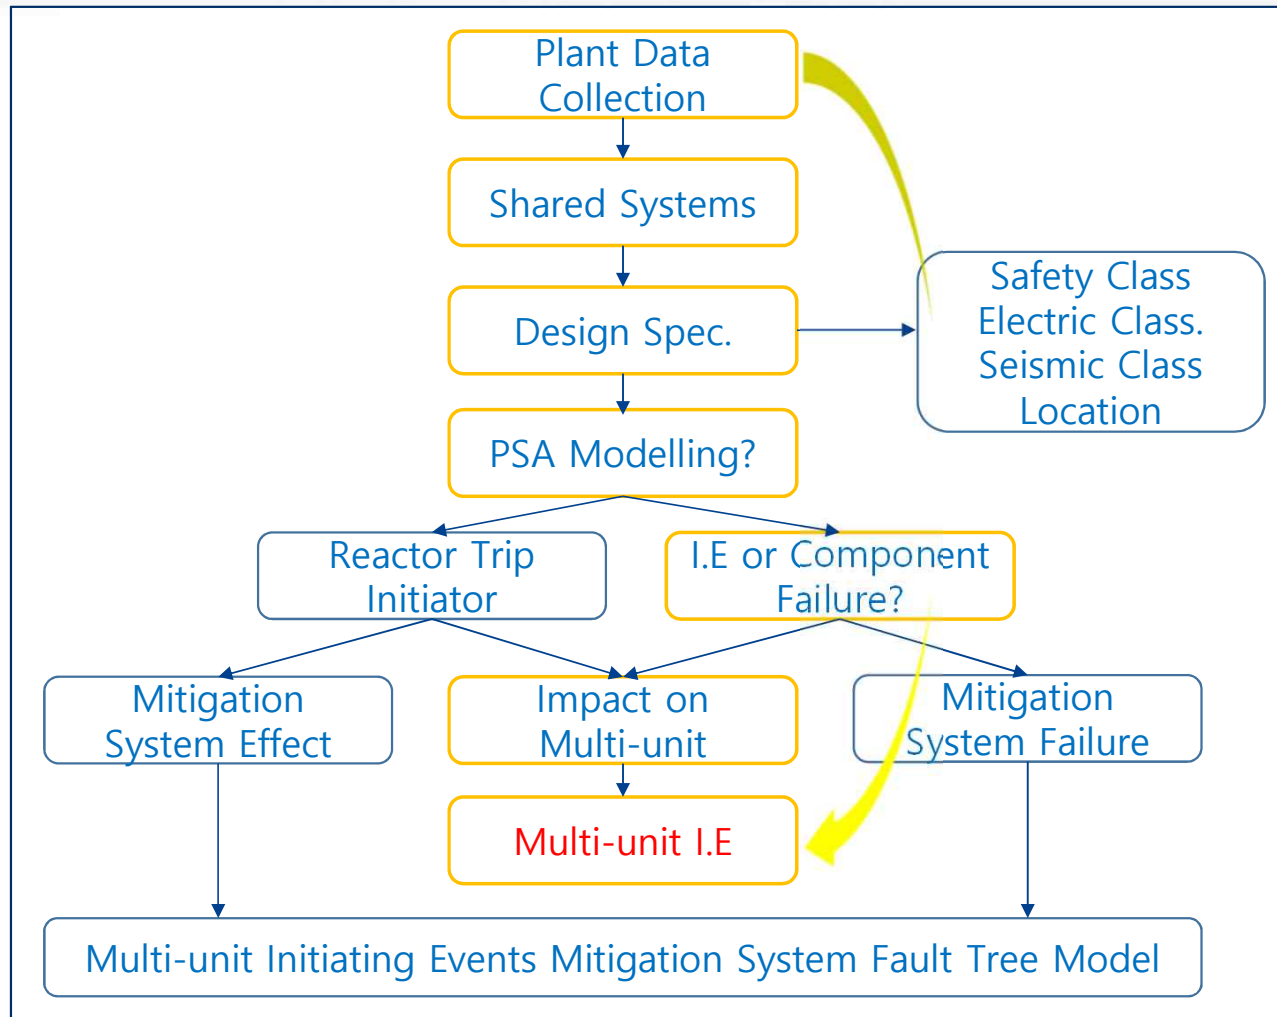 Plant Data
Collection
Shared Systems
Design Spec.
Safety Class
Electric Class.
Seismic Class
Location
PSA Modelling?
Reactor Trip
Initiator
I.E or Component
Failure?
Mitigation
System Effect
Impact on
Multi-unit
Mitigation
System Failure
Multi-unit I.E
Multi-unit Initiating Events Mitigation System Fault Tree Model